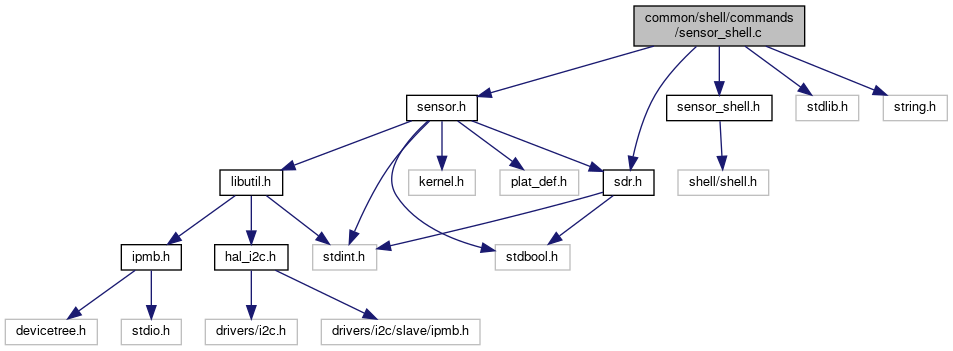 common/shell/commands
/sensor_shell.c
sensor.h
sensor_shell.h
stdlib.h
string.h
libutil.h
kernel.h
plat_def.h
sdr.h
shell/shell.h
ipmb.h
hal_i2c.h
stdint.h
stdbool.h
devicetree.h
stdio.h
drivers/i2c.h
drivers/i2c/slave/ipmb.h